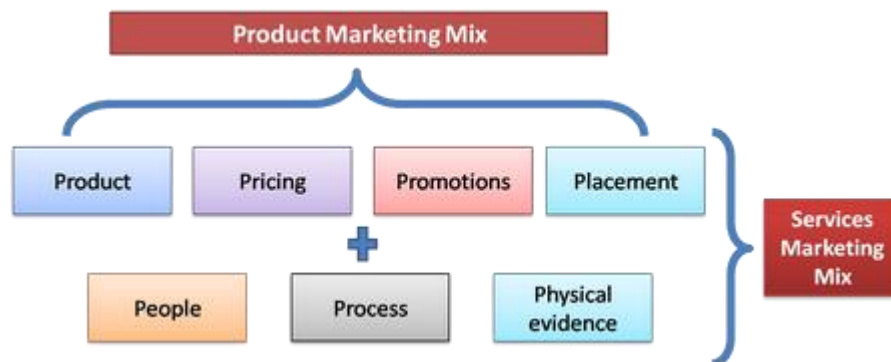 Product Marketing Mix
Product
Pricing
Promotions
Placement
+
People
Process
Physical
evidence
Services
Marketing
Mix